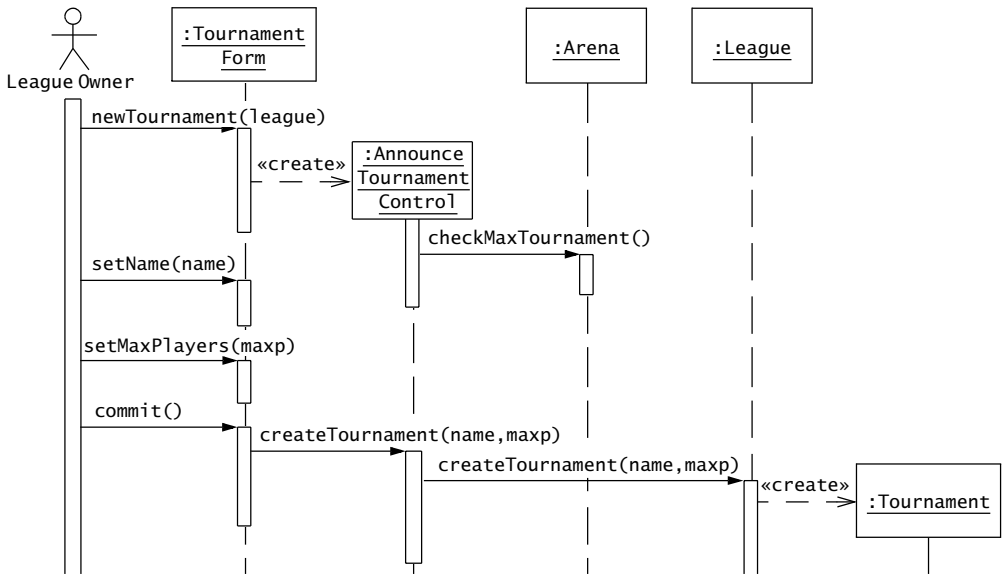 :Tournament
Form
:Arena
:League
League Owner
newTournament(league)
«create»
:Announce
Tournament
Control
checkMaxTournament()
setName(name)
setMaxPlayers(maxp)
commit()
createTournament(name,maxp)
createTournament(name,maxp)
«create»
:Tournament